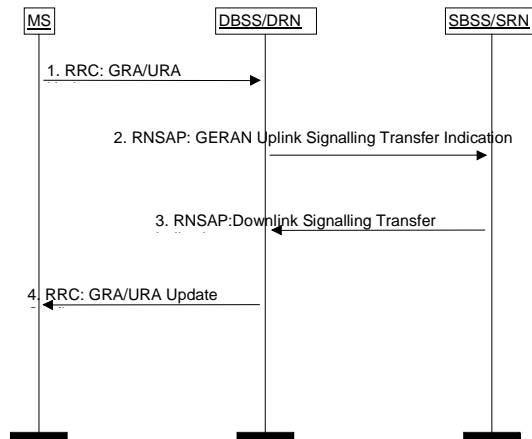 MS
DBSS/DRN
SBSS/SRN
1. RRC: GRA/URA
2. RNSAP: GERAN Uplink Signalling Transfer Indication
3. RNSAP:Downlink Signalling Transfer
4. RRC: GRA/URA Update